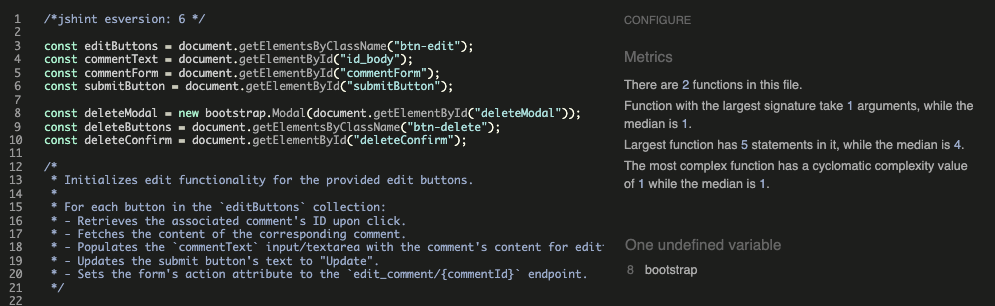 1 /*jshint esversion: 6 */
2
3 const editButtons = document.getElementsByClassName("btn-edit");
4 const commentText = document.getElementById("id_body");
5 const commentForm = document.getElementById("commentForm");
6 const submitButton = document.getElementById("submitButton");
7
8 const deleteModal = new bootstrap.Modal(document.getElementById("deleteModal"));
9 const deleteButtons = document.getElementsByClassName("btn-delete");
10 const deleteConfirm = document.getElementById("deleteConfirm");
11
12 /*
13 * Initializes edit functionality for the provided edit buttons.
14 *
15 * For each button in the `editButtons` collection:
16 * - Retrieves the associated comment's ID upon click.
17 * - Fetches the content of the corresponding comment.
18 * - Populates the `commentText` input/textarea with the comment's content for
19 * - Updates the submit button's text to "Update".
20 * - Sets the form's action attribute to the `edit_comment/{commentId}` endpoint.
21 */
22
CONFIGURE
Metrics
There are 2 functions in this file.
Function with the largest signature take 1 arguments, while the
median is 1.
Largest function has 5 statements in it, while the median is 4.
The most complex function has a cyclomatic complexity value
of 1 while the median is 1.
One undefined variable
8 bootstrap